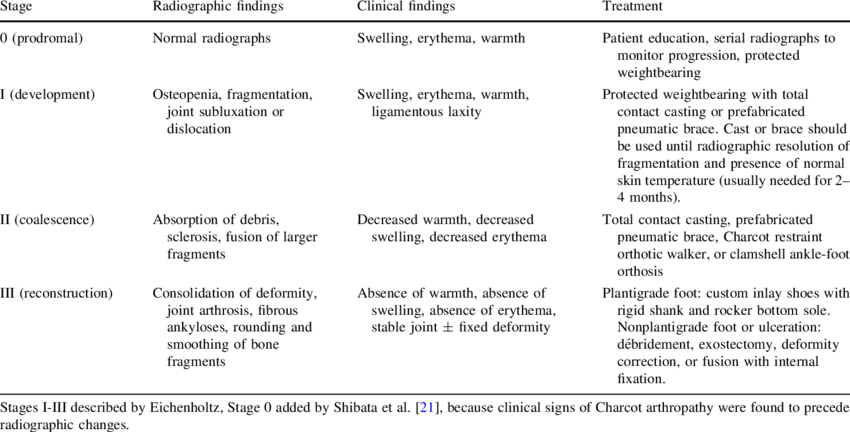 Stage Radiographic findings Clinical findings Treatment
0 (prodromal) Normal radiographs Swelling, erythema, warmth Patient education, serial radiographs to
monitor progression, protected
weightbearing
I (development) Osteopenia, fragmentation, Swelling, erythema, warmth, Protected weightbearing with total
joint subluxation or ligamentous laxity contact casting or prefabricated
dislocation pneumatic brace. Cast or brace should
be used until radiographic resolution of
fragmentation and presence of normal
skin temperature (usually needed for 2–
4 months).
II (coalescence) Absorption of debris, Decreased warmth, decreased Total contact casting, prefabricated
sclerosis, fusion of larger swelling, decreased erythema pneumatic brace, Charcot restraint
fragments orthotic walker, or clamshell ankle-foot
orthosis
III (reconstruction) Consolidation of deformity, Absence of warmth, absence of Plantigrade foot: custom inlay shoes with
joint arthrosis, fibrous swelling, absence of erythema, rigid shank and rocker bottom sole.
ankyloses, rounding and stable joint ± fixed deformity Nonplantigrade foot or ulceration:
smoothing of bone débridement, exostectomy, deformity
fragments correction, or fusion with internal
fixation.
Stages I-III described by Eichenholtz, Stage 0 added by Shibata et al. [21], because clinical signs of Charcot arthropathy were found to precede
radiographic changes.